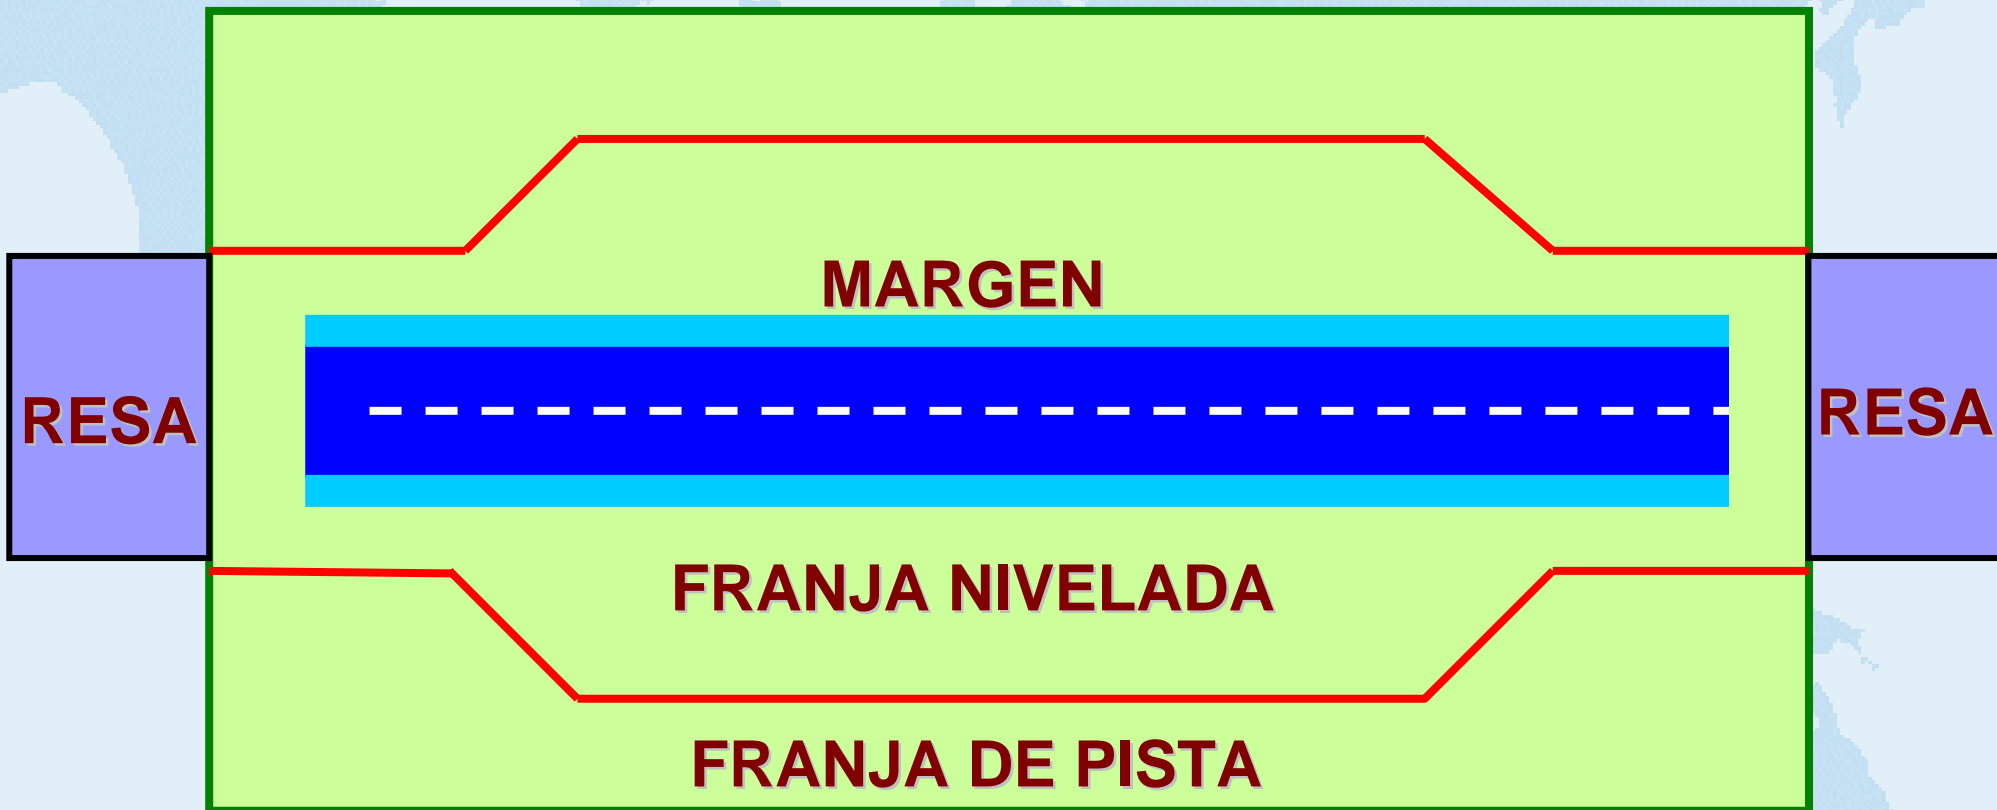 MARGEN
RESA
RESA
FRANJA NIVELADA
FRANJA DE PISTA